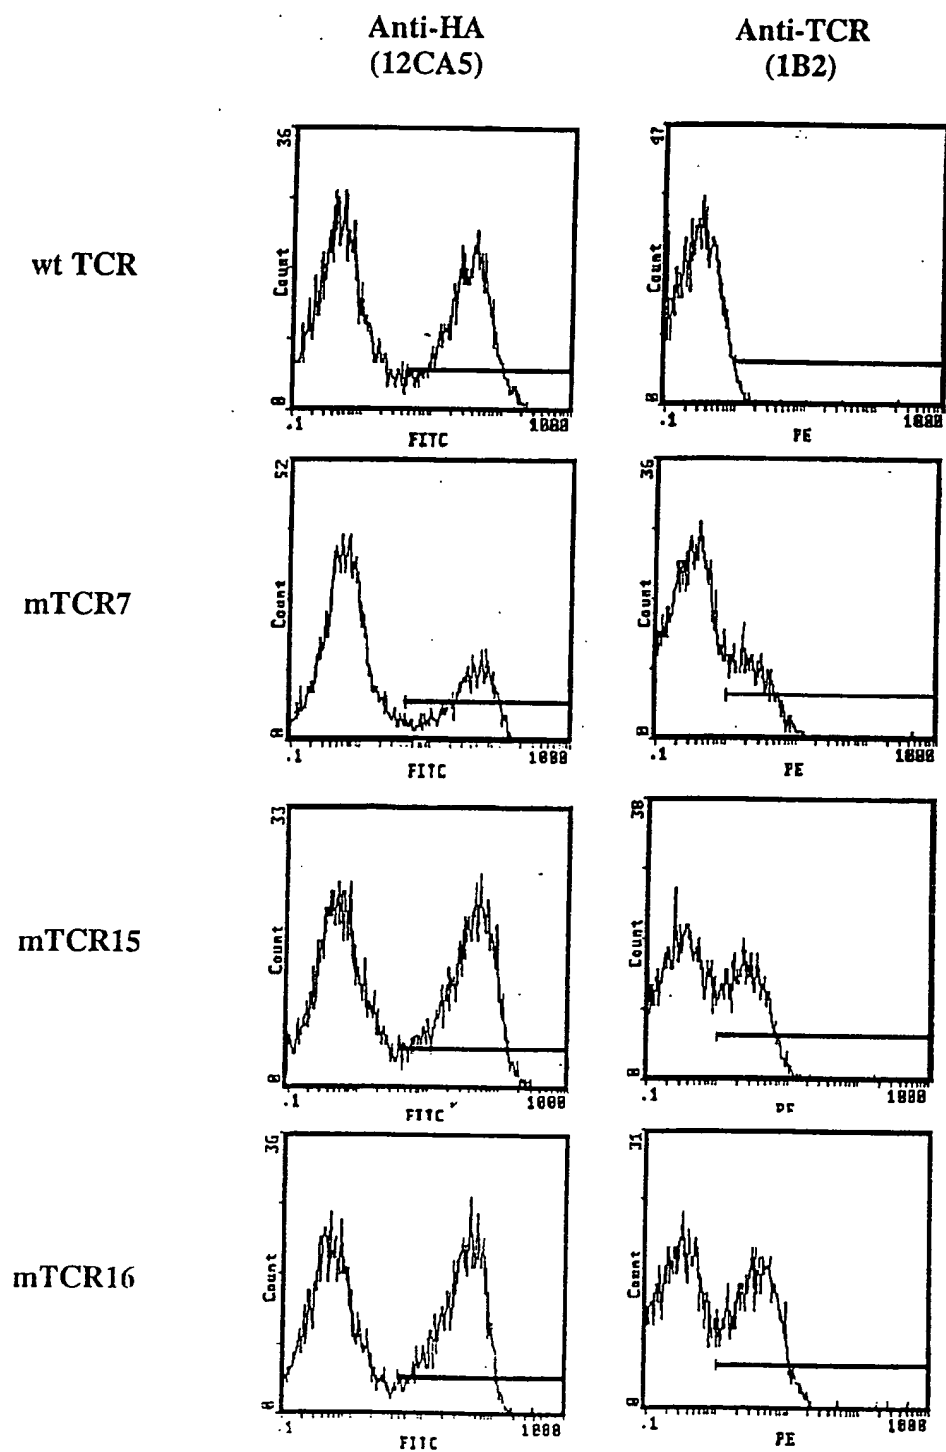 Anti-HA
(12CA5)
Anti-TCR
(1B2)
wt TCR
36
Count
0
.1
1000
FITC
47
Count
0
.1
1000
PE
mTCR7
52
Count
0
.1
1000
FITC
36
Count
0
.1
1000
PE
mTCR15
33
Count
0
.1
1000
FITC
38
Count
0
.1
1000
PE
mTCR16
36
Count
0
.1
1000
FITC
31
Count
0
.1
1000
PE